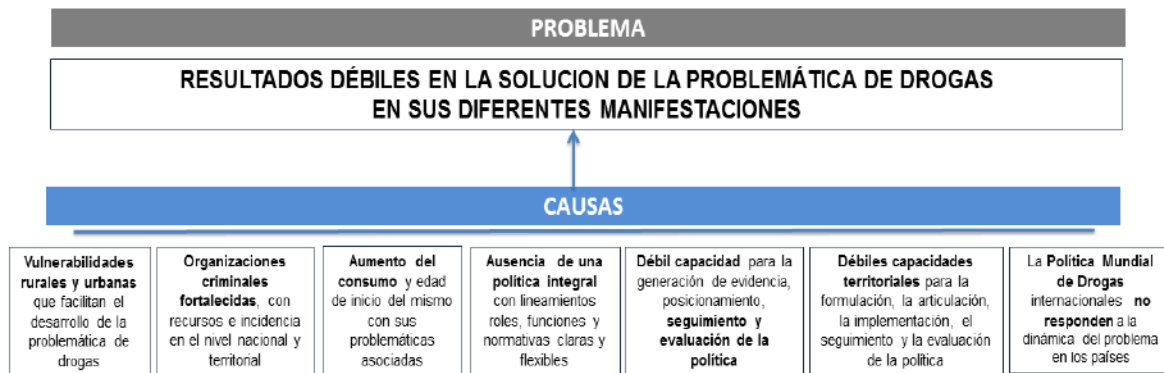 PROBLEMA
RESULTADOS DÉBILES EN LA SOLUCION DE LA PROBLEMÁTICA DE DROGAS
EN SUS DIFERENTES MANIFESTACIONES
CAUSAS
Vulnerabilidades
rurales y urbanas
que facilitan el
desarrollo de la
problemática de
drogas
Organizaciones
criminales
fortalecidas, con
recursos e incidencia
en el nivel nacional y
territorial
Aumento del
consumo y edad
de inicio del mismo
con sus
problemáticas
asociadas
Ausencia de una
política integral
con lineamientos
roles, funciones y
normativas claras y
flexibles
Débil capacidad para la
generación de evidencia,
posicionamiento,
seguimiento y
evaluación de la
política
Débiles capacidades
territoriales para la
formulación, la articulación,
la implementación, el
seguimiento y la evaluación
de la política
La Política Mundial
de Drogas
internacionales no
responden a la
dinámica del problema
en los países